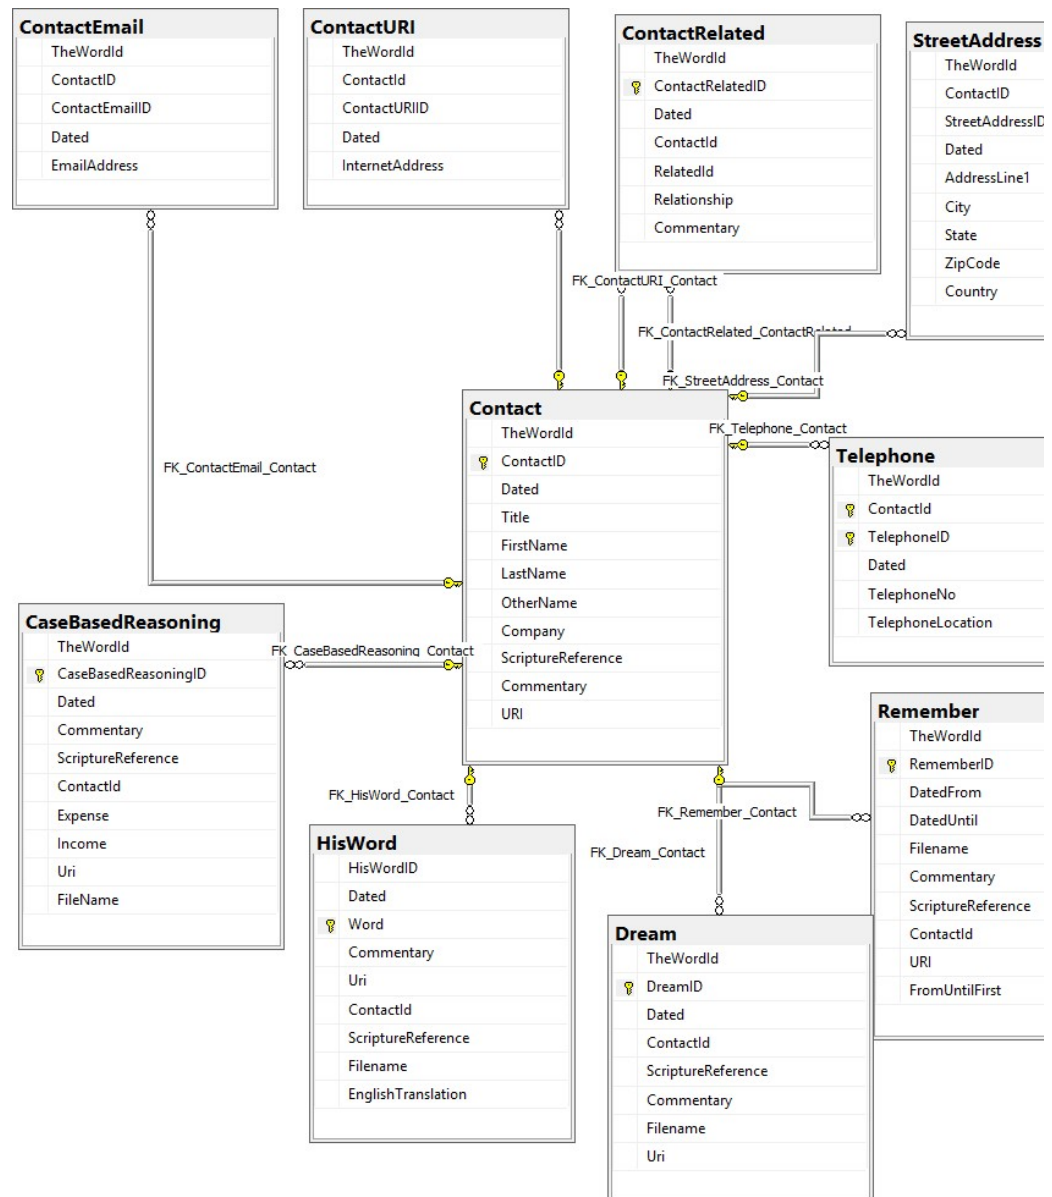 ContactEmail
TheWordId
ContactID
ContactEmailID
Dated
EmailAddress
ContactURI
TheWordId
ContactId
ContactURIID
Dated
InternetAddress
ContactRelated
TheWordId
ContactRelatedID
Dated
ContactId
RelatedId
Relationship
Commentary
StreetAddress
TheWordId
ContactID
StreetAddressID
Dated
AddressLine1
City
State
ZipCode
Country
FK_ContactURI_Contact
FK_ContactRelated_ContactRelated
FK_StreetAddress_Contact
FK_Telephone_Contact
FK_ContactEmail_Contact
Contact
TheWordId
ContactID
Dated
Title
FirstName
LastName
OtherName
Company
ScriptureReference
Commentary
URI
Telephone
TheWordId
ContactId
TelephoneID
Dated
TelephoneNo
TelephoneLocation
CaseBasedReasoning
TheWordId
CaseBasedReasoningID
Dated
Commentary
ScriptureReference
ContactId
Expense
Income
Uri
FileName
FK_CaseBasedReasoning_Contact
FK_HisWord_Contact
FK_Remember_Contact
FK_Dream_Contact
HisWord
HisWordID
Dated
Word
Commentary
Uri
ContactId
ScriptureReference
Filename
EnglishTranslation
Remember
TheWordId
RememberID
DatedFrom
DatedUntil
Filename
Commentary
ScriptureReference
ContactId
URI
FromUntilFirst
Dream
TheWordId
DreamID
Dated
ContactId
ScriptureReference
Commentary
Filename
Uri